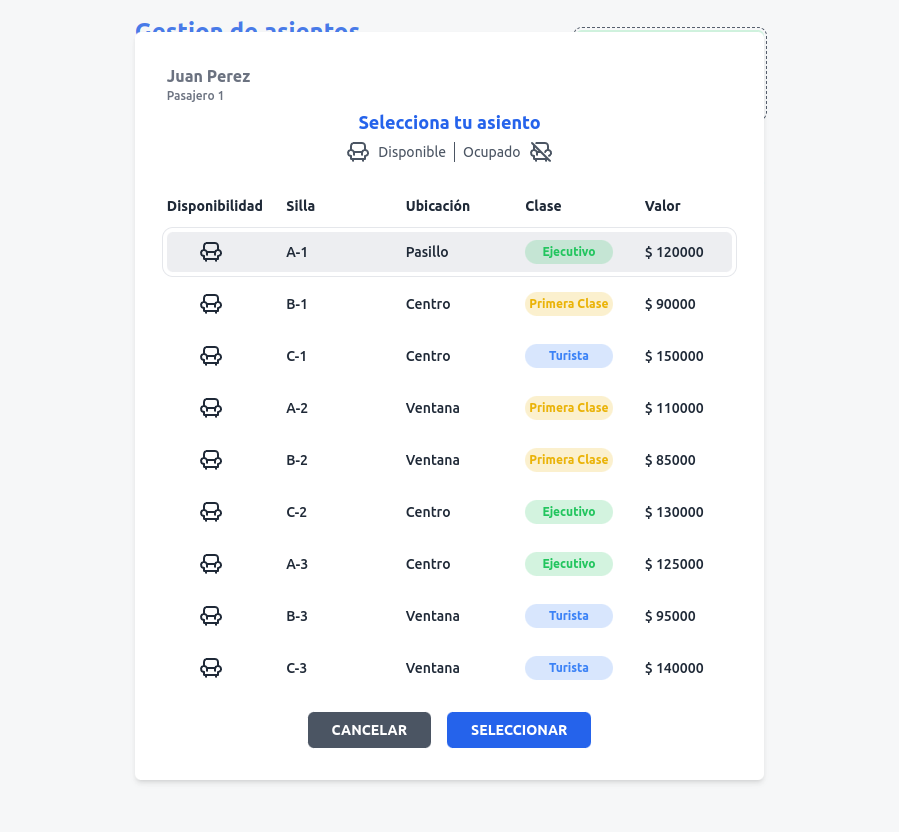 Gestion de asientos
Juan Perez
Pasajero 1
Selecciona tu asiento
Disponible | Ocupado
Disponibilidad Silla Ubicación Clase Valor
A-1 Pasillo Ejecutivo $ 120000
B-1 Centro Primera Clase $ 90000
C-1 Centro Turista $ 150000
A-2 Ventana Primera Clase $ 110000
B-2 Ventana Primera Clase $ 85000
C-2 Centro Ejecutivo $ 130000
A-3 Centro Ejecutivo $ 125000
B-3 Ventana Turista $ 95000
C-3 Ventana Turista $ 140000
CANCELAR SELECCIONAR